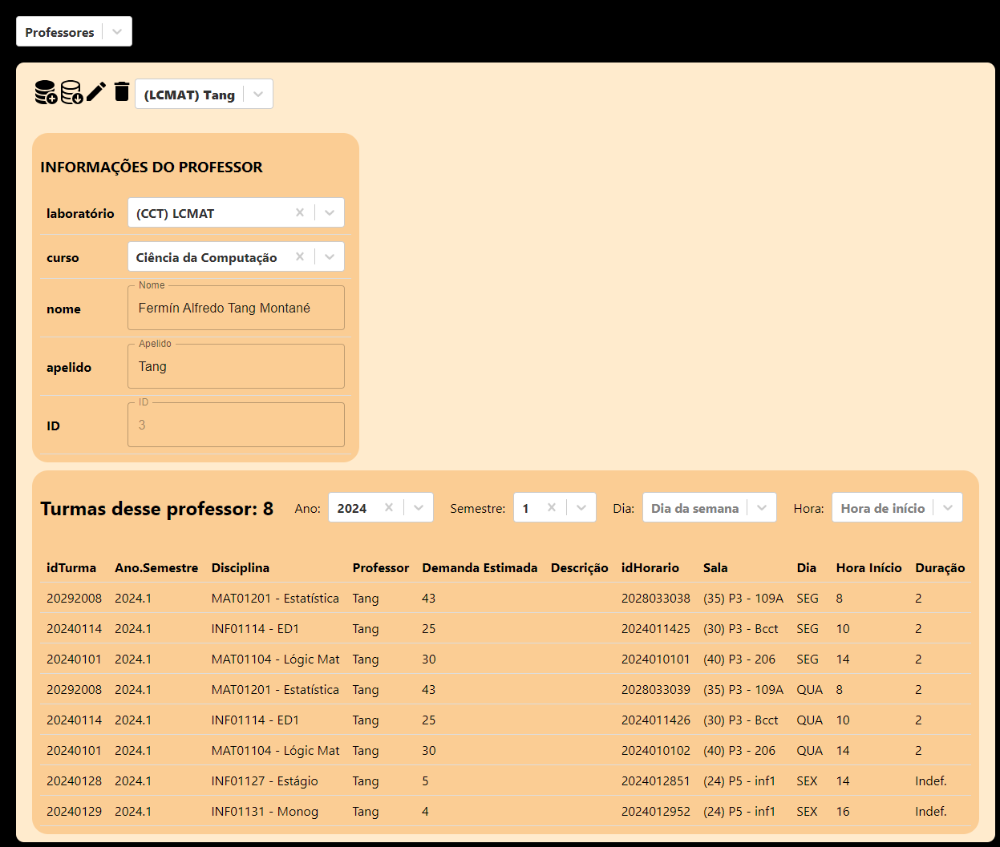 Professores
(LCMAT) Tang
INFORMAÇÕES DO PROFESSOR
laboratório (CCT) LCMAT
curso Ciência da Computação
Nome
nome Fermín Alfredo Tang Montané
Apelido
apelido Tang
ID
ID 3
Turmas desse professor: 8 Ano: 2024 Semestre: 1 Dia: Dia da semana Hora: Hora de início
idTurma Ano.Semestre Disciplina Professor Demanda Estimada Descrição idHorario Sala Dia Hora Início Duração
20292008 2024.1 MAT01201 - Estatística Tang 43 2028033038 (35) P3 - 109A SEG 8 2
20240114 2024.1 INF01114 - ED1 Tang 25 2024011425 (30) P3 - Bcct SEG 10 2
20240101 2024.1 MAT01104 - Lógic Mat Tang 30 2024010101 (40) P3 - 206 SEG 14 2
20292008 2024.1 MAT01201 - Estatística Tang 43 2028033039 (35) P3 - 109A QUA 8 2
20240114 2024.1 INF01114 - ED1 Tang 25 2024011426 (30) P3 - Bcct QUA 10 2
20240101 2024.1 MAT01104 - Lógic Mat Tang 30 2024010102 (40) P3 - 206 QUA 14 2
20240128 2024.1 INF01127 - Estágio Tang 5 2024012851 (24) P5 - inf1 SEX 14 Indef.
20240129 2024.1 INF01131 - Monog Tang 4 2024012952 (24) P5 - inf1 SEX 16 Indef.